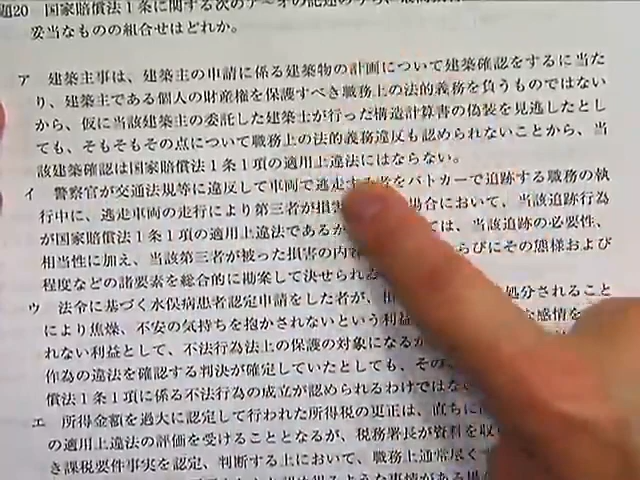 題20 国家賠償法1条に関する次のア～オの記述のうち、最高裁
妥当なものの組合せはどれか。
ア 建築主事は、建築主の申請に係る建築物の計画について建築確認をするに当た
り、建築主である個人の財産権を保護すべき職務上の法的義務を負うものではない
から、仮に当該建築主の委託した建築士が行った構造計算書の偽装を見逃したとし
ても、そもそもその点について職務上の法的義務違反も認められないことから、当
該建築確認は国家賠償法1条1項の適用上違法にはならない。
イ 警察官が交通法規等に違反して車両で逃走する者をパトカーで追跡する職務の執
行中に、逃走車両の走行により第三者が損害 場合において、当該追跡行為
が国家賠償法1条1項の適用上違法であるか ては、当該追跡の必要性、
相当性に加え、当該第三者が被った損害の内容 らびにその態様および
程度などの諸要素を総合的に勘案して決せられる
ウ 法令に基づく水俣病患者認定申請をした者が、相 処分されること
により焦燥、不安の気持ちを抱かされないという利益 な感情を
れない利益として、不法行為法上の保護の対象になるか
作為の違法を確認する判決が確定していたとしても、その
償法1条1項に係る不法行為の成立が認められるわけではない
エ 所得金額を過大に認定して行われた所得税の更正は、直ちに
の適用上違法の評価を受けることとなるが、税務署長が資料を収
き課税要件事実を認定、判断する上において、職務上通常尽くす